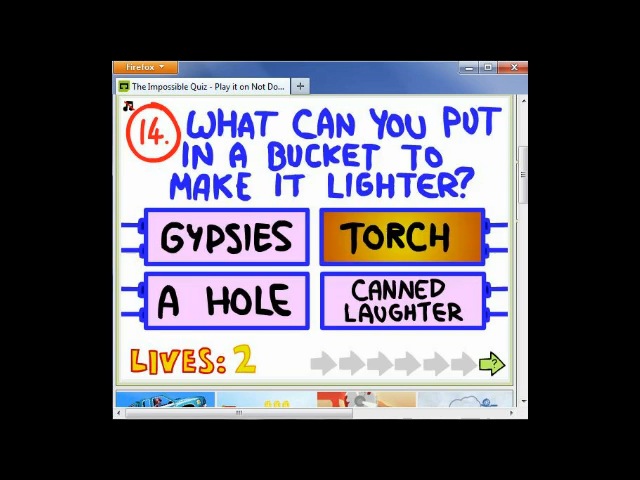 Firefox
The Impossible Quiz - Play it on Not Do...
14.
WHAT CAN YOU PUT
IN A BUCKET TO
MAKE IT LIGHTER?
GYPSIES
TORCH
A HOLE
CANNED
LAUGHTER
LIVES: 2
?